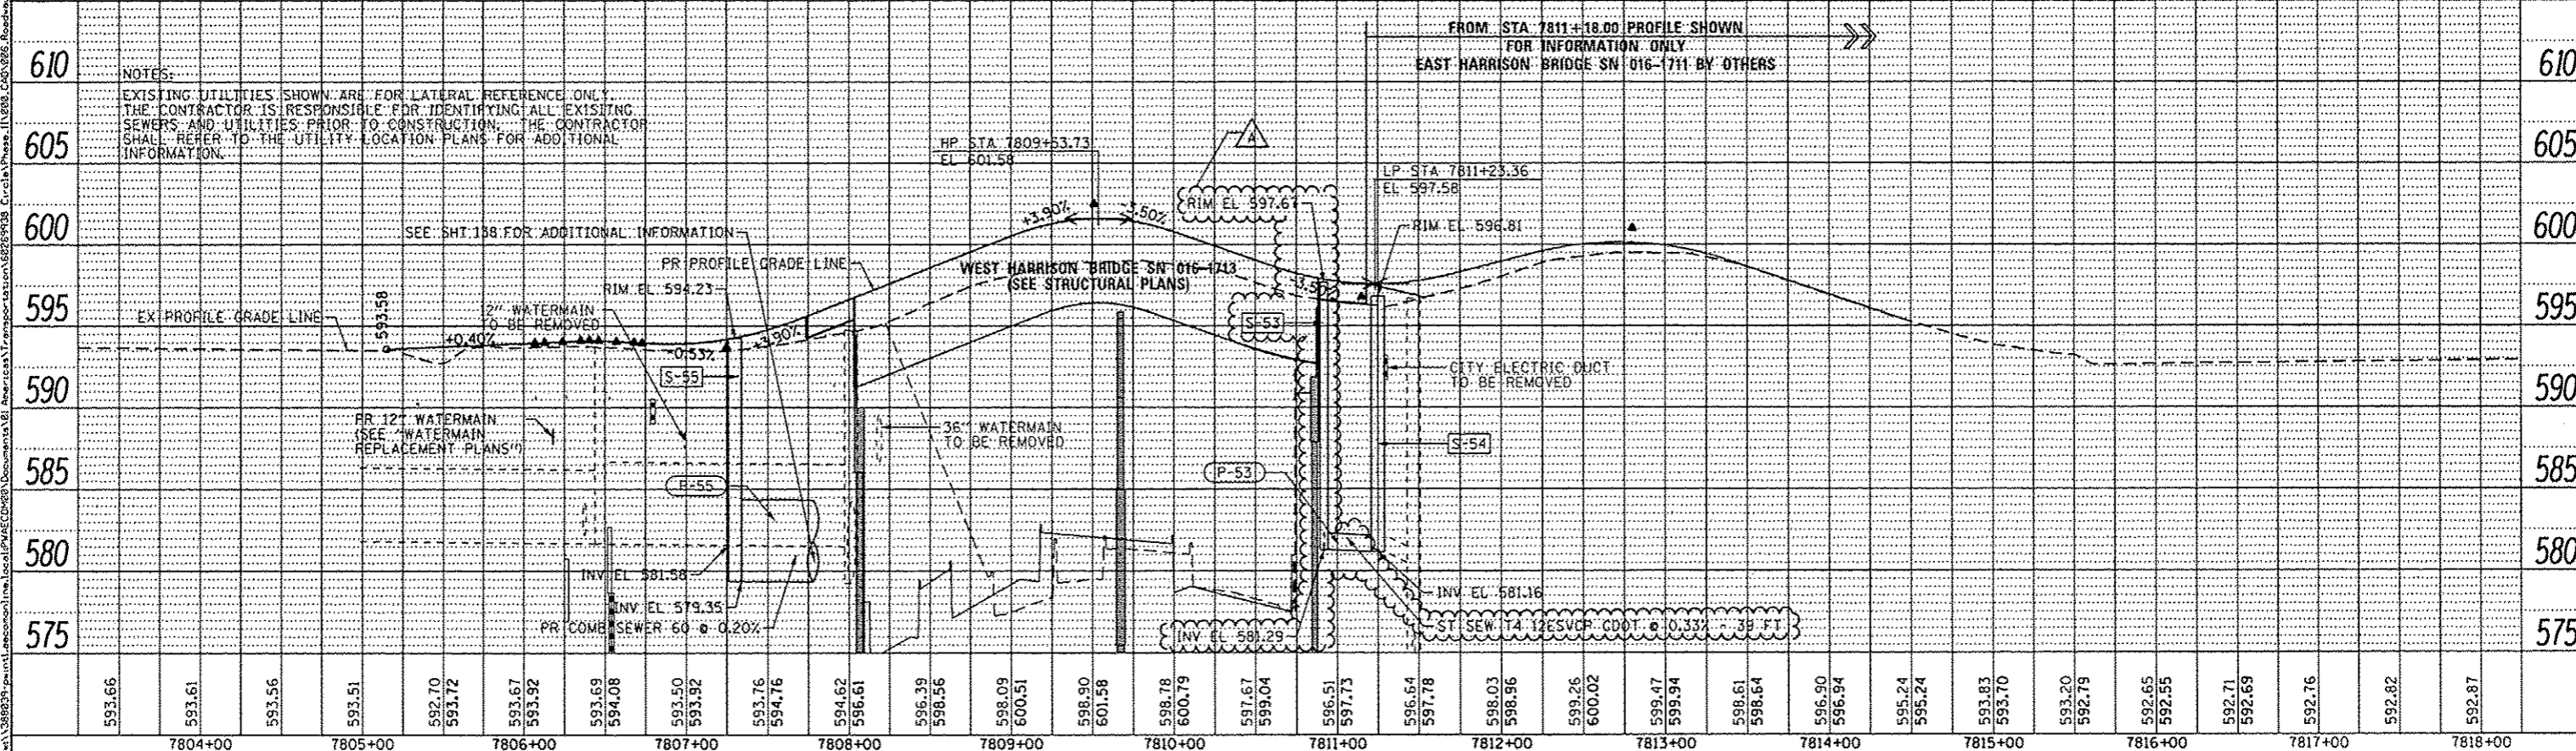 FROM STA 7811+18.00 PROFILE SHOWN
FOR INFORMATION ONLY
EAST HARRISON BRIDGE SN 016-1711 BY OTHERS
610
610
NOTES:
EXISTING UTILITIES SHOWN ARE FOR LATERAL REFERENCE ONLY.
THE CONTRACTOR IS RESPONSIBLE FOR IDENTIFYING ALL EXISTING
SEWERS AND UTILITIES PRIOR TO CONSTRUCTION. THE CONTRACTOR
SHALL REFER TO THE UTILITY LOCATION PLANS FOR ADDITIONAL
INFORMATION.
605
605
HP STA 7809+53.73
EL 601.58
A
LP STA 7811+23.36
EL 597.58
RIM EL 597.67
RIM EL 596.81
+3.90%
-3.50%
600
600
SEE SHT 138 FOR ADDITIONAL INFORMATION
PR PROFILE GRADE LINE
WEST HARRISON BRIDGE SN 016-1713
(SEE STRUCTURAL PLANS)
-3.50%
RIM EL 594.23
12" WATERMAIN
TO BE REMOVED
593.58
EX PROFILE GRADE LINE
595
595
+0.40%
-0.53%
+3.90%
S-53
S-55
CITY ELECTRIC DUCT
TO BE REMOVED
590
590
PR 12" WATERMAIN
(SEE "WATERMAIN
REPLACEMENT PLANS")
36" WATERMAIN
TO BE REMOVED
S-54
585
585
P-55
P-53
580
580
INV EL 581.58
INV EL 579.35
PR COMB SEWER 60 @ 0.20%
INV EL 581.16
INV EL 581.29
ST SEW T4 12ESVCP CDOT @ 0.33% - 39 FT
575
575
593.66
593.61
593.56
593.51
592.70
593.72
593.67
593.92
593.69
594.08
593.50
593.92
593.76
594.76
594.62
596.61
596.39
598.56
598.09
600.51
598.90
601.58
598.78
600.79
597.67
599.04
596.51
597.73
596.64
597.78
598.03
598.96
599.26
600.02
599.47
599.94
598.61
598.64
596.90
596.94
595.24
595.24
593.83
593.70
593.20
592.79
592.65
592.55
592.71
592.69
592.76
592.82
592.87
7804+00
7805+00
7806+00
7807+00
7808+00
7809+00
7810+00
7811+00
7812+00
7813+00
7814+00
7815+00
7816+00
7817+00
7818+00